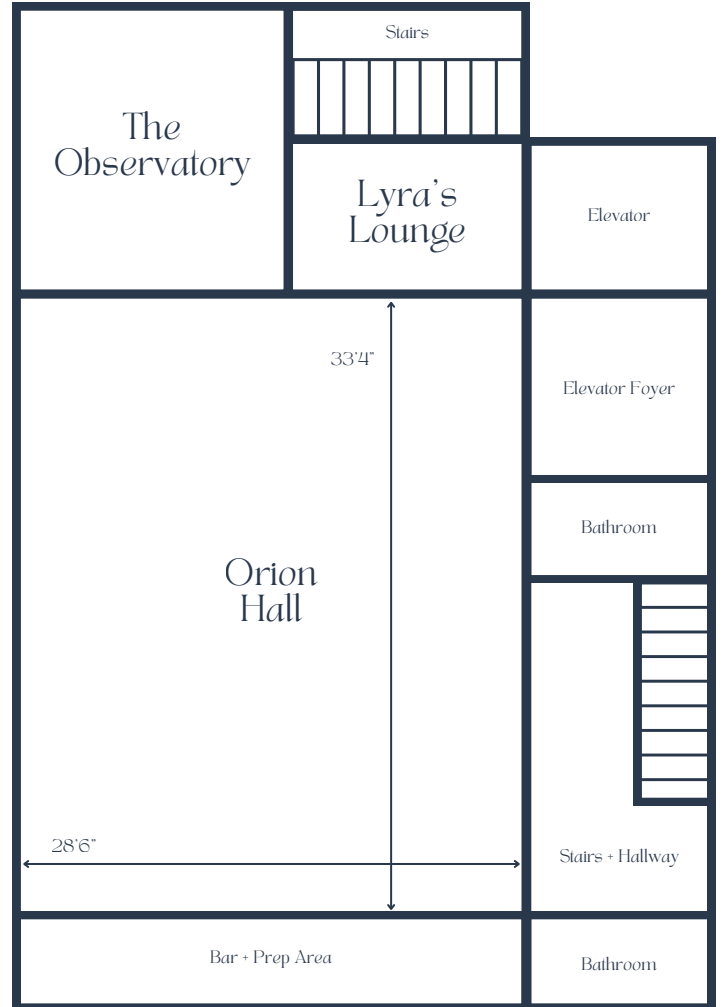 Stairs
The
Observatory
Lyra's
Lounge
Elevator
33'4"
Elevator Foyer
Bathroom
Orion
Hall
28'6"
Stairs + Hallway
Bar + Prep Area
Bathroom